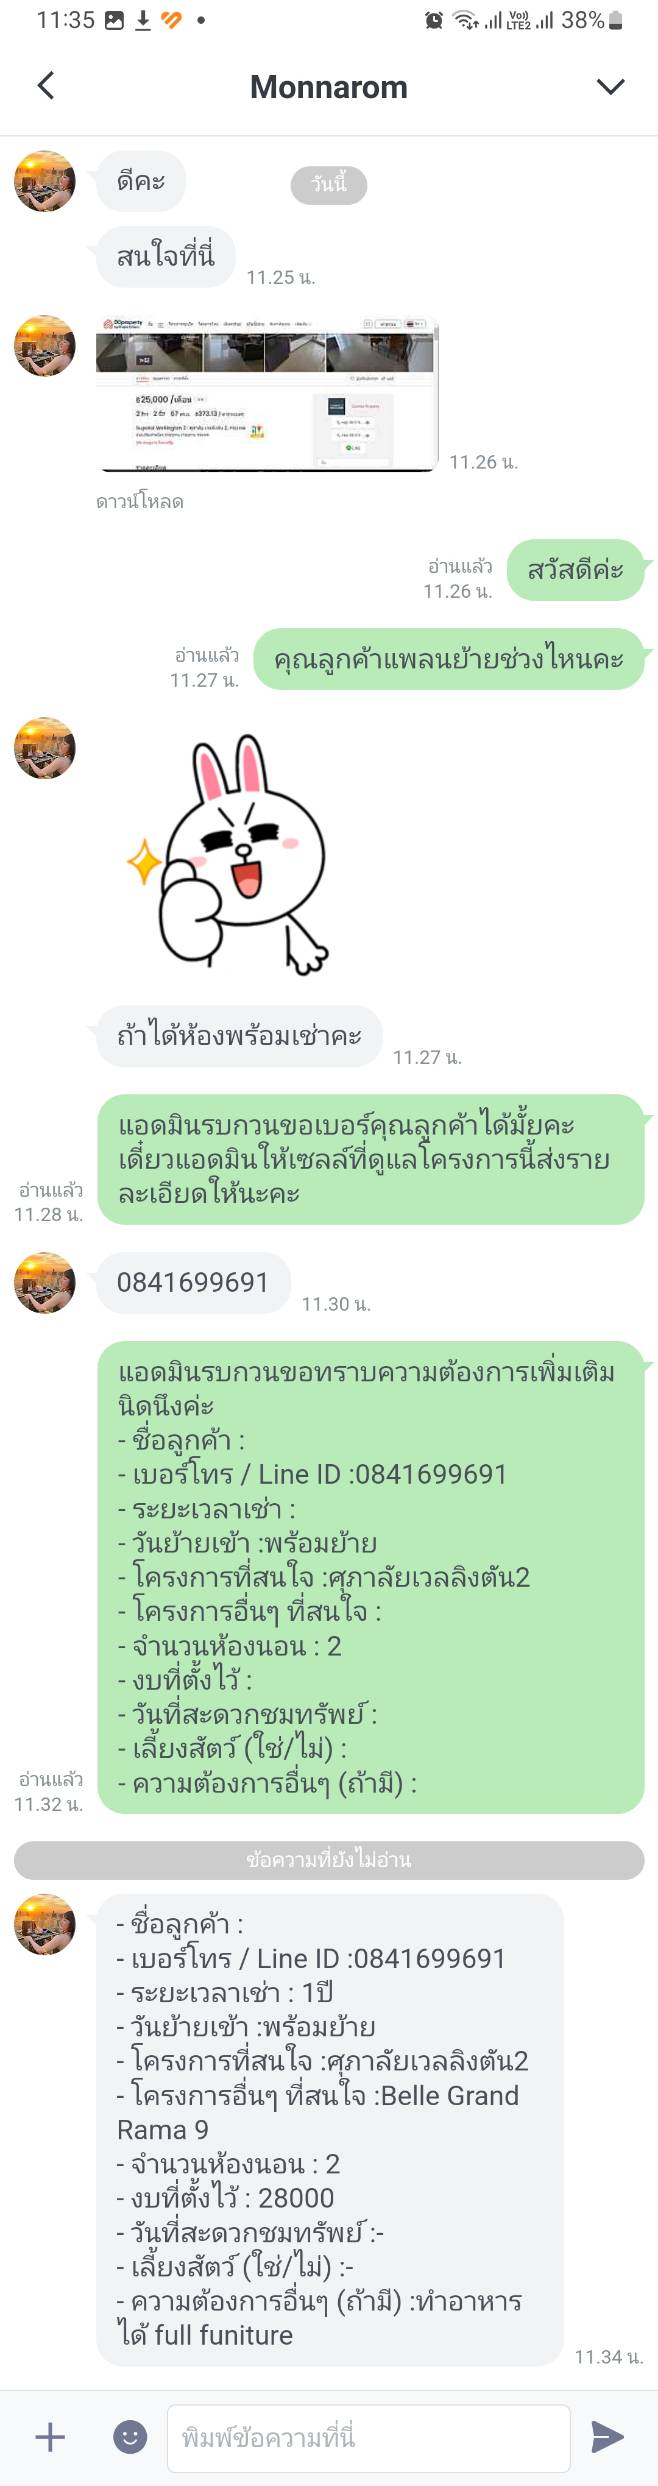 11:35
Vo))
LTE2
38%
Monnarom
วันนี้
ดีคะ
สนใจที่นี่
11.25 น.
฿25,000 /เดือน
11.26 น.
ดาวน์โหลด
สวัสดีค่ะ
อ่านแล้ว
11.26 น.
คุณลูกค้าแพลนย้ายช่วงไหนคะ
อ่านแล้ว
11.27 น.
ถ้าได้ห้องพร้อมเช่าคะ
11.27 น.
แอดมินรบกวนขอเบอร์คุณลูกค้าได้มั้ยคะ
เดี๋ยวแอดมินให้เซลล์ที่ดูแลโครงการนี้ส่งราย
ละเอียดให้นะคะ
อ่านแล้ว
11.28 น.
0841699691
11.30 น.
แอดมินรบกวนขอทราบความต้องการเพิ่มเติม
นิดนึงค่ะ
- ชื่อลูกค้า :
- เบอร์โทร / Line ID :0841699691
- ระยะเวลาเช่า :
- วันย้ายเข้า :พร้อมย้าย
- โครงการที่สนใจ :ศุภาลัยเวลลิงตัน2
- โครงการอื่นๆ ที่สนใจ :
- จำนวนห้องนอน : 2
- งบที่ตั้งไว้ :
- วันที่สะดวกชมทรัพย์ :
- เลี้ยงสัตว์ (ใช่/ไม่) :
- ความต้องการอื่นๆ (ถ้ามี) :
อ่านแล้ว
11.32 น.
ข้อความที่ยังไม่อ่าน
- ชื่อลูกค้า :
- เบอร์โทร / Line ID :0841699691
- ระยะเวลาเช่า : 1ปี
- วันย้ายเข้า :พร้อมย้าย
- โครงการที่สนใจ :ศุภาลัยเวลลิงตัน2
- โครงการอื่นๆ ที่สนใจ :Belle Grand
Rama 9
- จำนวนห้องนอน : 2
- งบที่ตั้งไว้ : 28000
- วันที่สะดวกชมทรัพย์ :-
- เลี้ยงสัตว์ (ใช่/ไม่) :-
- ความต้องการอื่นๆ (ถ้ามี) :ทำอาหาร
ได้ full funiture
11.34 น.
พิมพ์ข้อความที่นี่